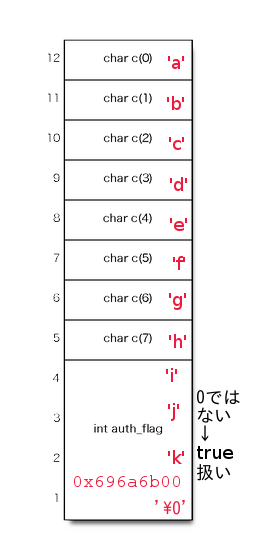 12 char c(0) 'a'
11 char c(1) 'b'
10 char c(2) 'c'
9 char c(3) 'd'
8 char c(4) 'e'
7 char c(5) 'f'
6 char c(6) 'g'
5 char c(7) 'h'
4 'i'
3 'j'
int auth_flag
2 'k'
0x696a6b00
1 '¥0'
0では
ない
↓
true
扱い